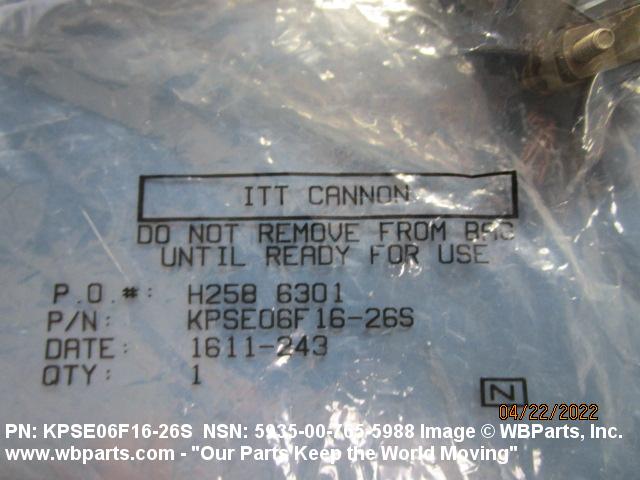 ITT CANNON
DO NOT REMOVE FROM BAG
UNTIL READY FOR USE
P.O.#: H258 6301
P/N: KPSE06F16-26S
DATE: 1611-243
QTY: 1
N
04/22/2022
PN: KPSE06F16-26S NSN: 5935-00-765-5988 Image © WBParts, Inc.
www.wbparts.com - "Our Parts Keep the World Moving"